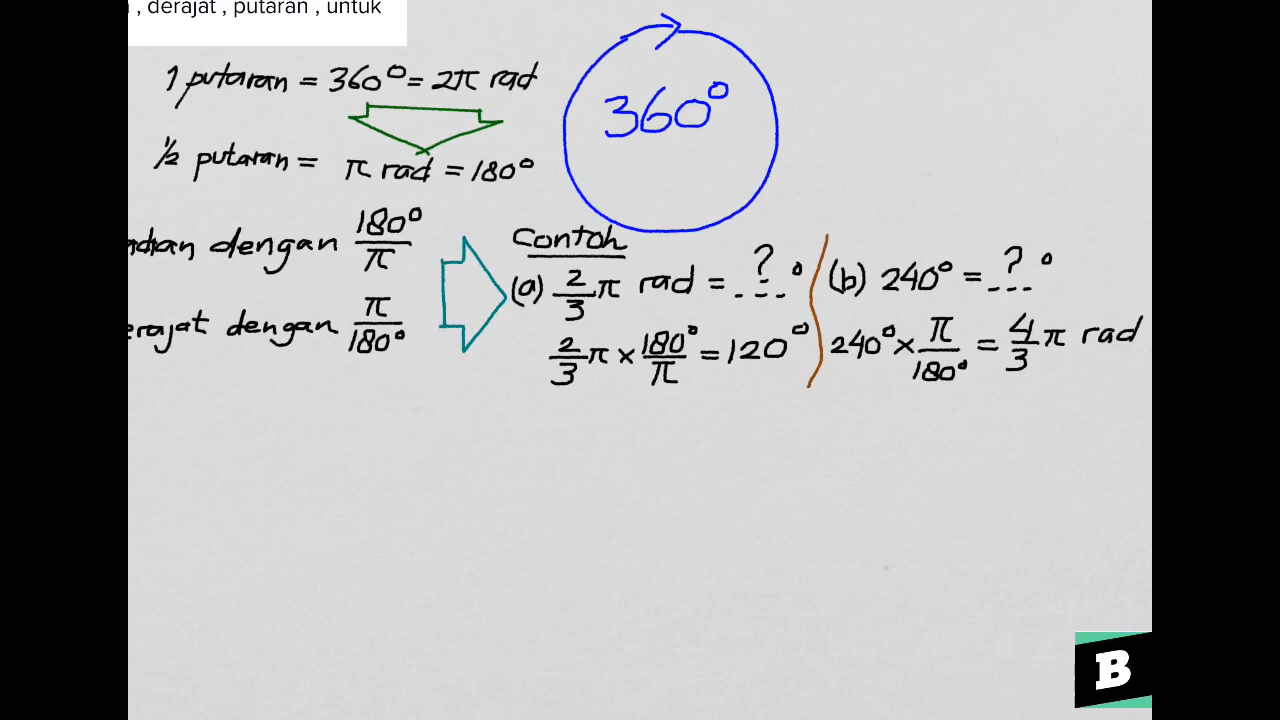 , derajat , putaran , untuk
1 putaran = 360° = 2π rad
360°
½ putaran = π rad = 180°
dengan 180°/π
dengan π/180°
Contoh
(a) 2/3 π rad = ...?°
2/3 π × 180°/π = 120°
(b) 240° = ...?°
240° × π/180° = 4/3 π rad
B